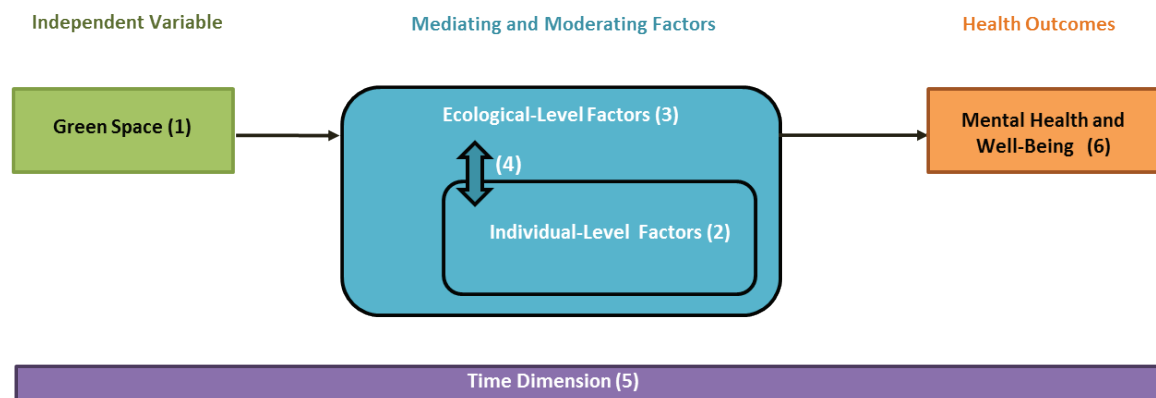 Independent Variable
Mediating and Moderating Factors
Health Outcomes
Green Space (1)
Ecological-Level Factors (3)
(4)
Individual-Level Factors (2)
Mental Health and
Well-Being (6)
Time Dimension (5)